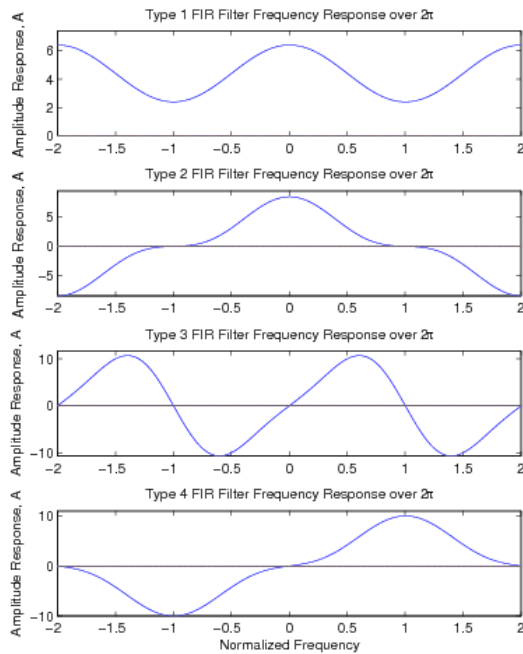 Type 1 FIR Filter Frequency Response over 2π
Amplitude Response, A
6
4
2
0
-2 -1.5 -1 -0.5 0 0.5 1 1.5 2
Type 2 FIR Filter Frequency Response over 2π
Amplitude Response, A
5
0
-5
-2 -1.5 -1 -0.5 0 0.5 1 1.5 2
Type 3 FIR Filter Frequency Response over 2π
Amplitude Response, A
10
0
-10
-2 -1.5 -1 -0.5 0 0.5 1 1.5 2
Type 4 FIR Filter Frequency Response over 2π
Amplitude Response, A
10
0
-10
-2 -1.5 -1 -0.5 0 0.5 1 1.5 2
Normalized Frequency